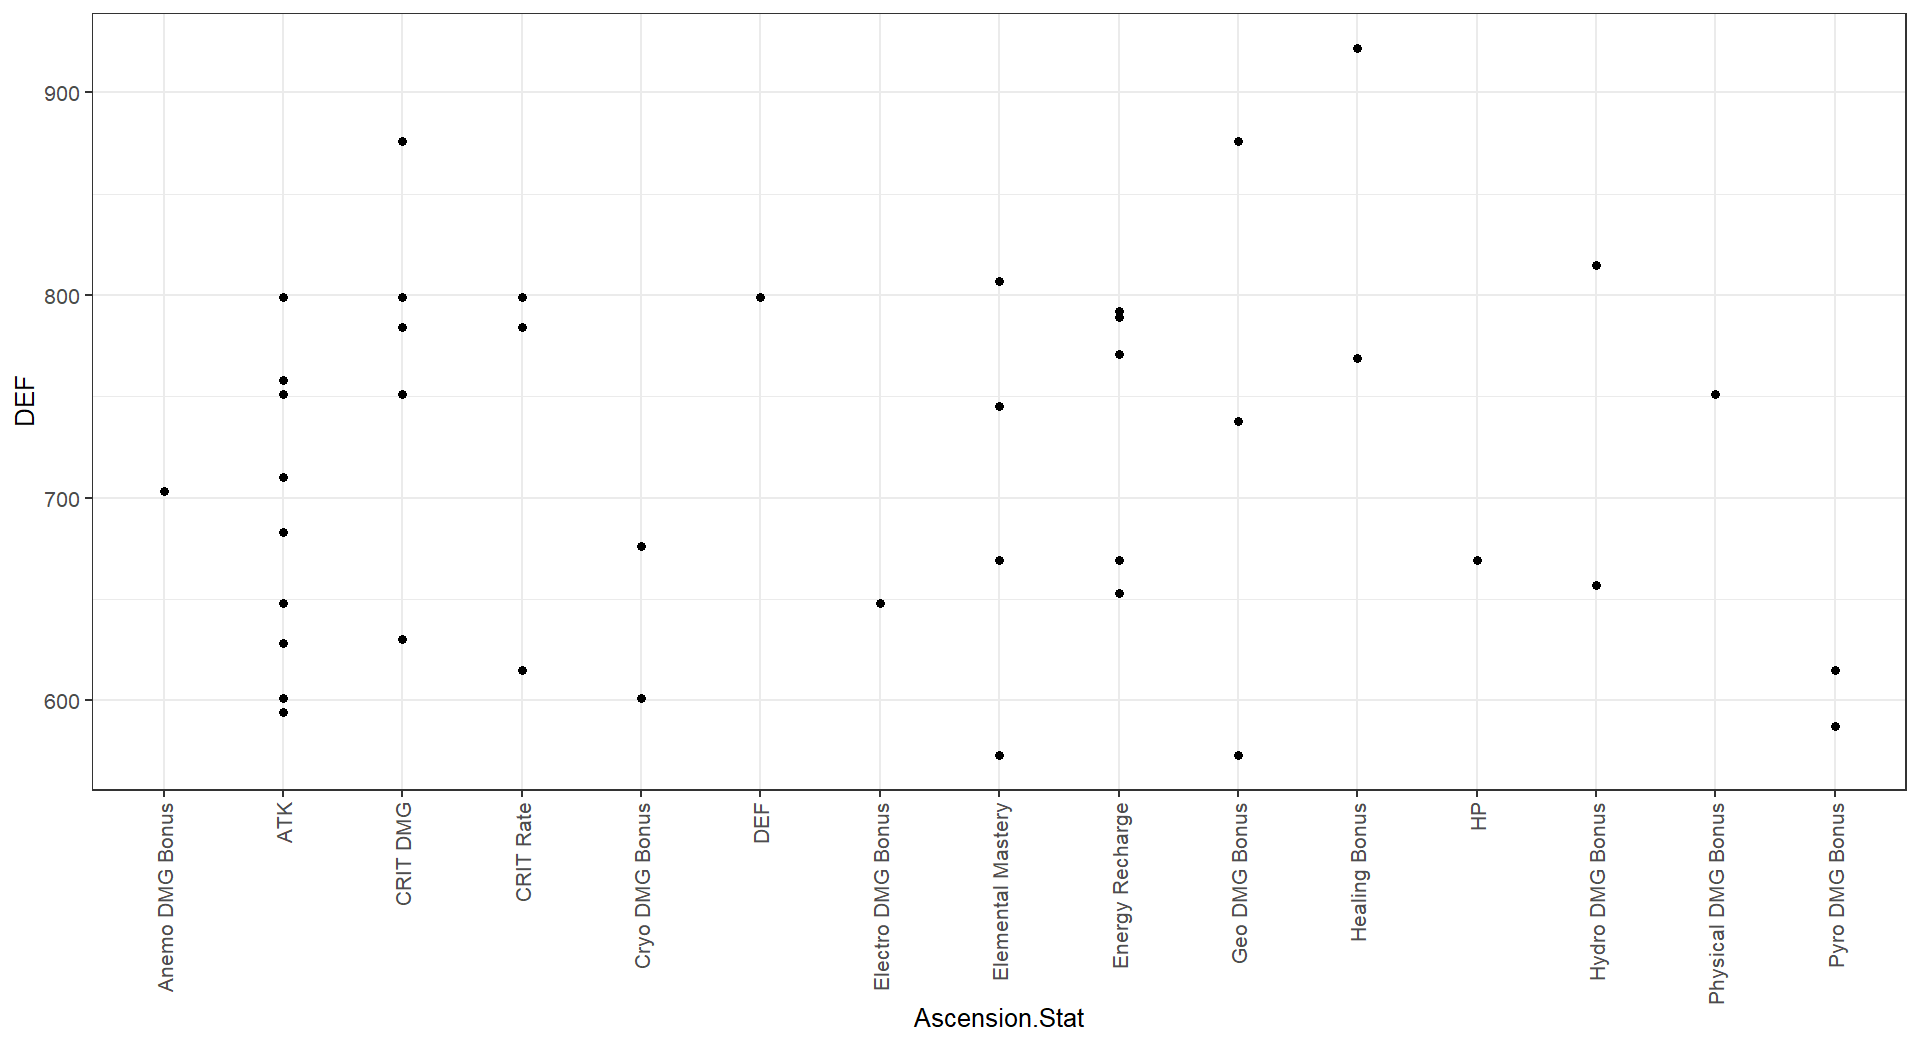 900
800
700
600
DEF
Anemo DMG Bonus
ATK
CRIT DMG
CRIT Rate
Cryo DMG Bonus
DEF
Electro DMG Bonus
Elemental Mastery
Energy Recharge
Geo DMG Bonus
Healing Bonus
HP
Hydro DMG Bonus
Physical DMG Bonus
Pyro DMG Bonus
Ascension.Stat